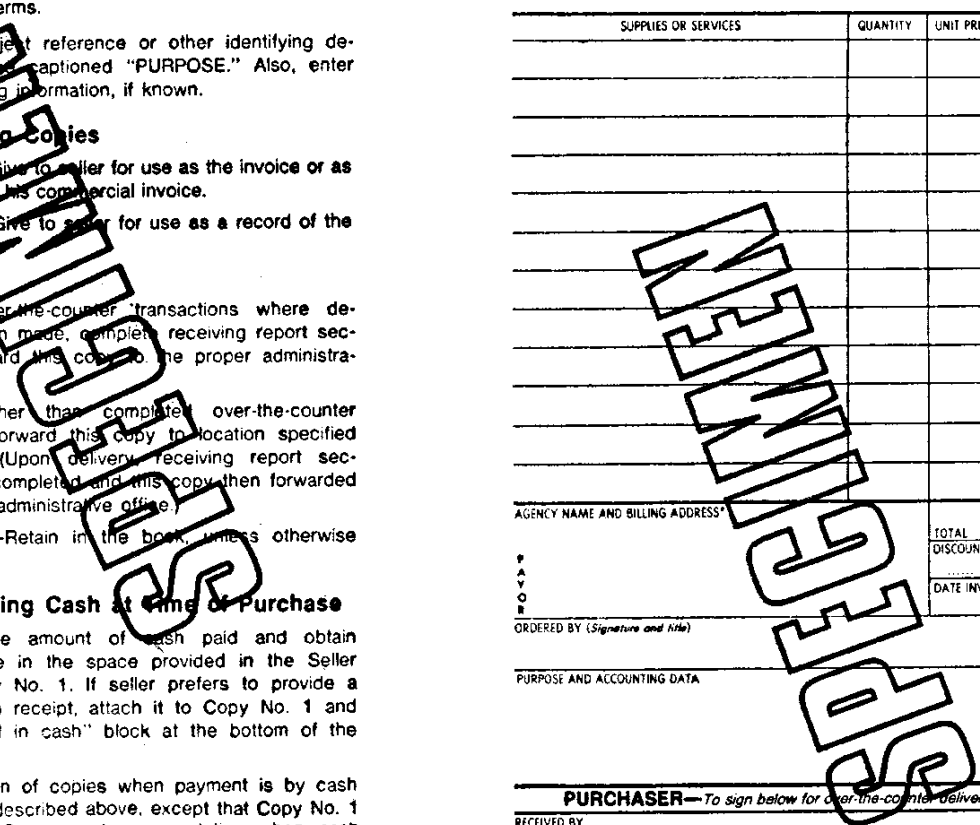 erms.
ject reference or other identifying de-
captioned "PURPOSE." Also, enter
g information, if known.
g Copies
Give to seller for use as the invoice or as
his commercial invoice.
Give to seller for use as a record of the
er-the-counter transactions where de-
n made, complete receiving report sec-
ard this copy to the proper administra-
her than completed over-the-counter
orward this copy to location specified
(Upon delivery, receiving report sec-
completed and this copy then forwarded
administrative office.)
-Retain in the book, unless otherwise
ing Cash at Time of Purchase
e amount of cash paid and obtain
e in the space provided in the Seller
y No. 1. If seller prefers to provide a
receipt, attach it to Copy No. 1 and
t in cash" block at the bottom of the
n of copies when payment is by cash
described above, except that Copy No. 1
SPECIMEN
SUPPLIES OR SERVICES QUANTITY UNIT PRI
AGENCY NAME AND BILLING ADDRESS*
PAYOR
TOTAL
DISCOUN
DATE INV
ORDERED BY (Signature and title)
PURPOSE AND ACCOUNTING DATA
PURCHASER—To sign below for over-the-counter delive
RECEIVED BY
SPECIMEN